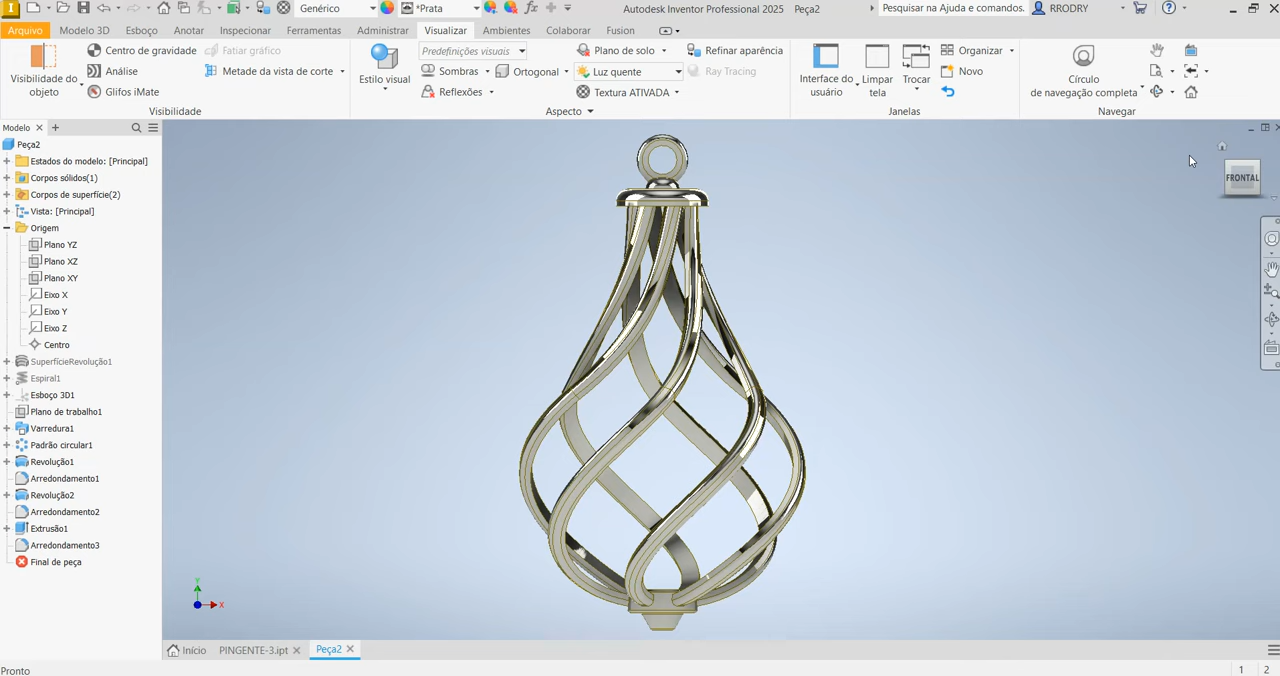 Genérico
*Prata
Autodesk Inventor Professional 2025 Peça2
Pesquisar na Ajuda e comandos.
RRODRY
Arquivo Modelo 3D Esboço Anotar Inspecionar Ferramentas Administrar Visualizar Ambientes Colaborar Fusion
Visibilidade do objeto
Centro de gravidade
Análise
Glifos iMate
Fatiar gráfico
Metade da vista de corte
Visibilidade
Estilo visual
Predefinições visuais
Sombras
Reflexões
Ortogonal
Plano de solo
Luz quente
Textura ATIVADA
Refinar aparência
Ray Tracing
Aspecto
Interface do usuário
Limpar tela
Trocar
Organizar
Novo
Janelas
Círculo
de navegação completa
Navegar
Modelo
Peça2
Estados do modelo: [Principal]
Corpos sólidos(1)
Corpos de superfície(2)
Vista: [Principal]
Origem
Plano YZ
Plano XZ
Plano XY
Eixo X
Eixo Y
Eixo Z
Centro
SuperfícieRevolução1
Espiral1
Esboço 3D1
Plano de trabalho1
Varredura1
Padrão circular1
Revolução1
Arredondamento1
Revolução2
Arredondamento2
Extrusão1
Arredondamento3
Final de peça
FRONTAL
Y
X
Início PINGENTE-3.ipt Peça2
Pronto
1 2